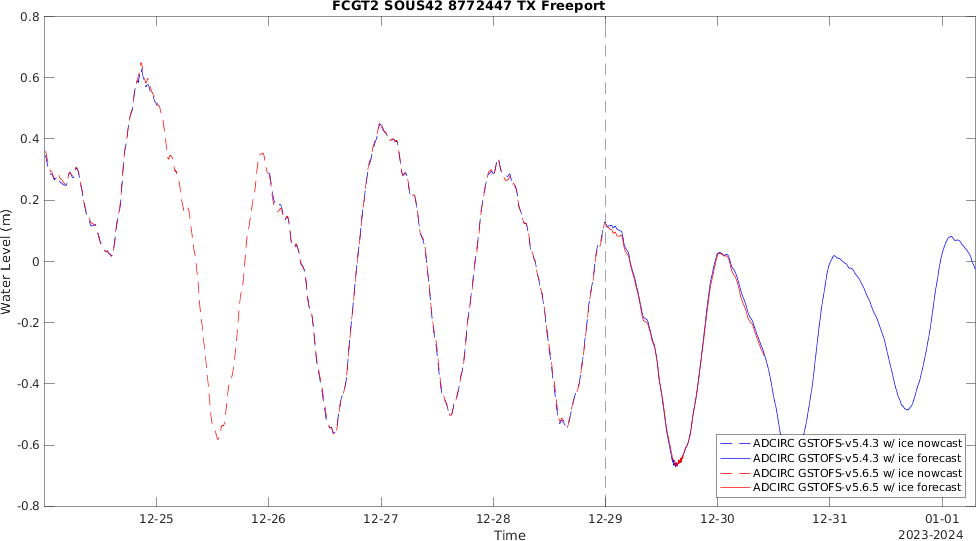 FCGT2 SOUS42 8772447 TX Freeport
0.8
0.6
0.4
0.2
0
-0.2
-0.4
-0.6
-0.8
Water Level (m)
12-25
12-26
12-27
12-28
12-29
12-30
12-31
01-01
Time
2023-2024
ADCIRC GSTOFS-v5.4.3 w/ ice nowcast
ADCIRC GSTOFS-v5.4.3 w/ ice forecast
ADCIRC GSTOFS-v5.6.5 w/ ice nowcast
ADCIRC GSTOFS-v5.6.5 w/ ice forecast